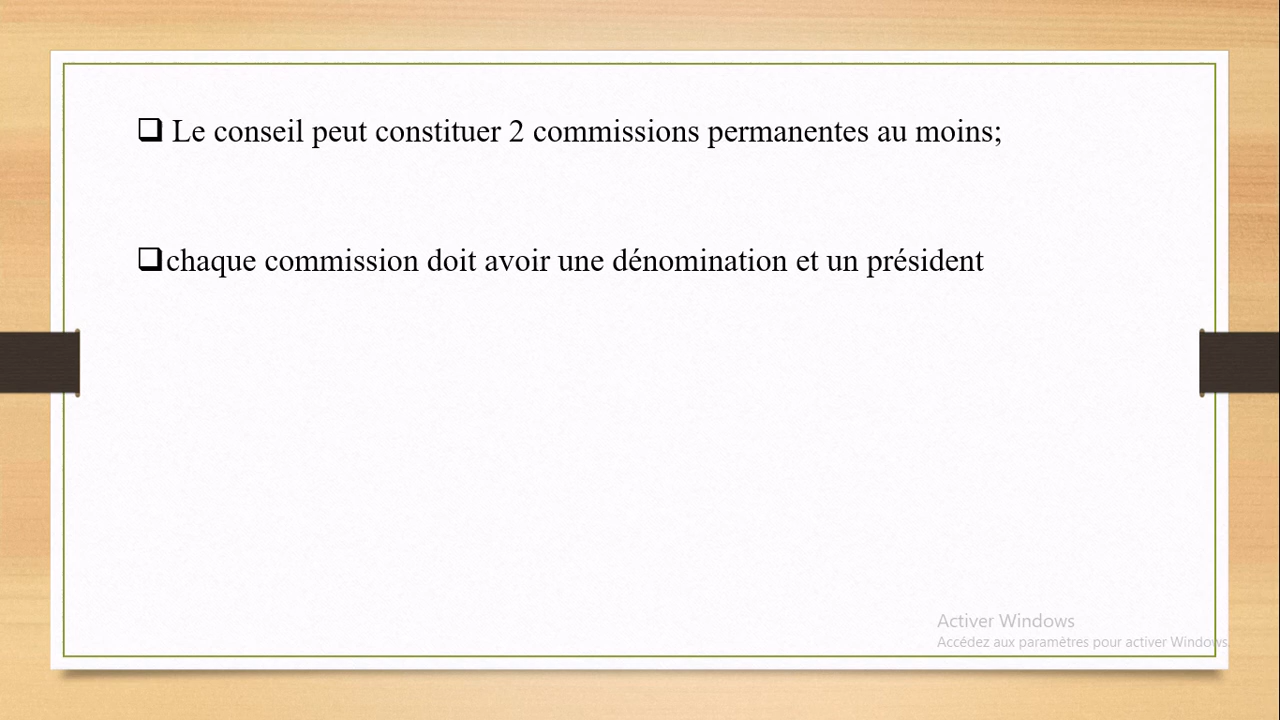 ❑ Le conseil peut constituer 2 commissions permanentes au moins;
❑chaque commission doit avoir une dénomination et un président
Activer Windows
Accédez aux paramètres pour activer Windows.